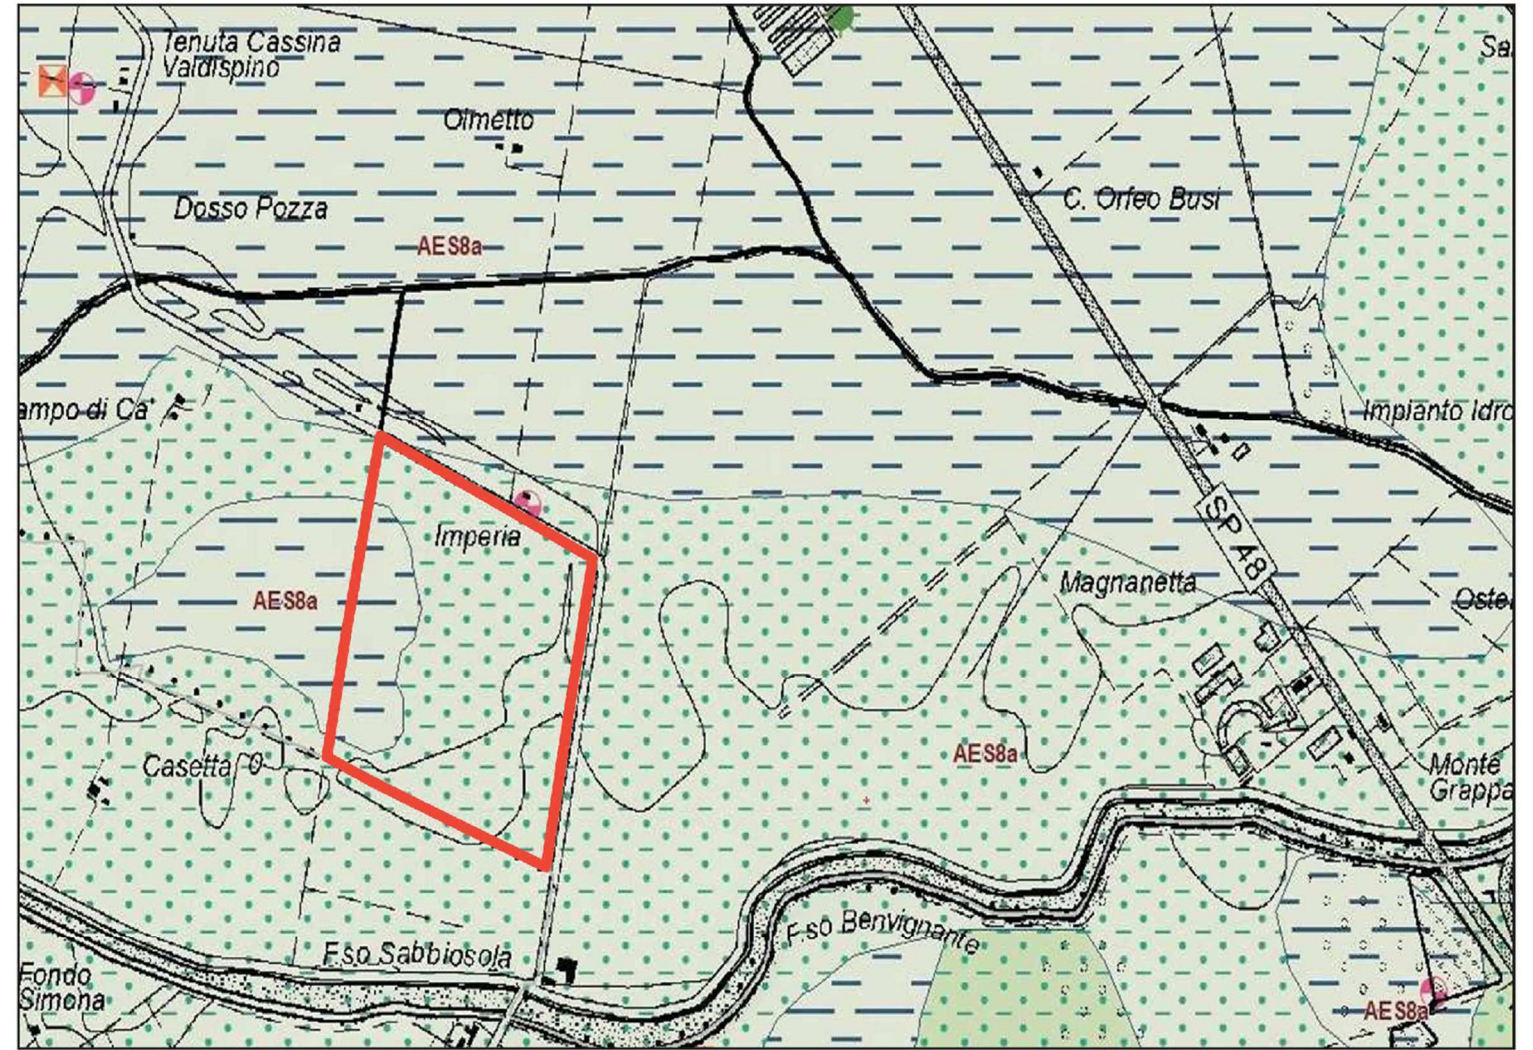 Tenuta Cassina
Valdispino
Sa
Olmetto
Dosso Pozza
C. Orfeo Busi
AES8a
ampo di Ca'
Impianto Idro
Imperia
SP 48
AES8a
Magnanetta
Oste
Casetta
AES8a
Monte
Grappa
F.so Benvignante
F.so Sabbiosola
Fondo
Simona
AES8a